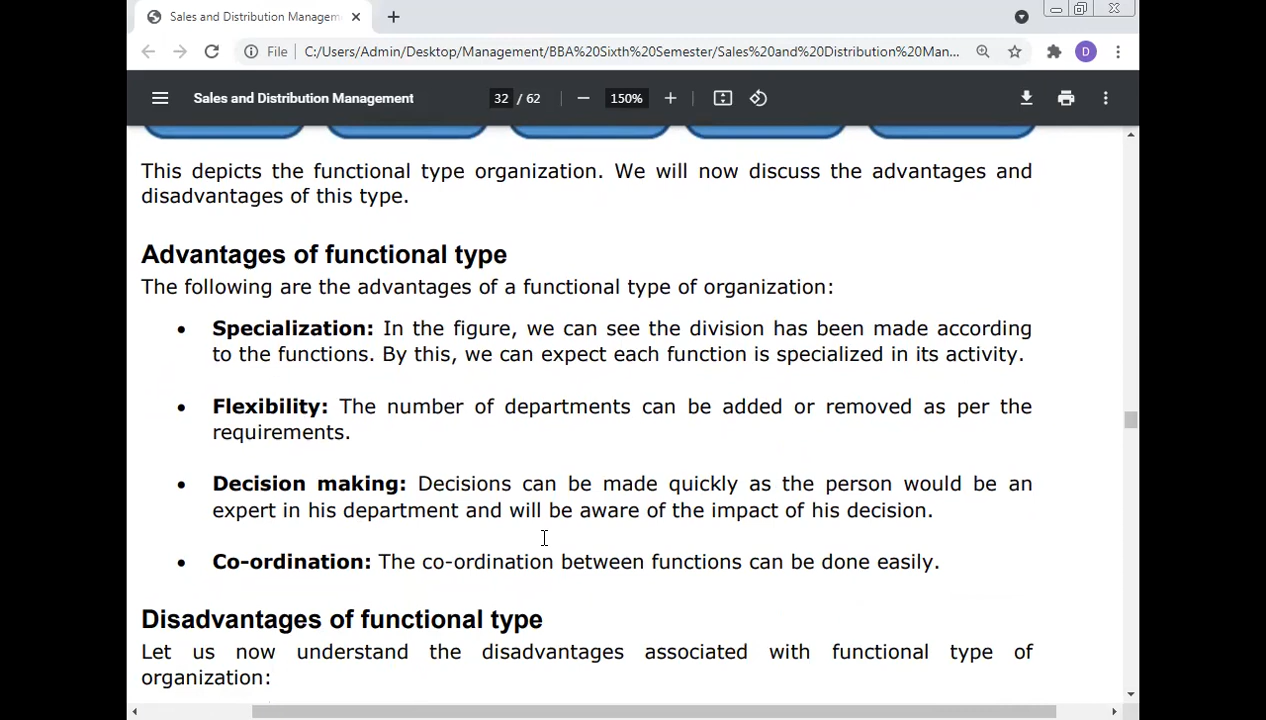 Sales and Distribution Managem
File C:/Users/Admin/Desktop/Management/BBA%20Sixth%20Semester/Sales%20and%20Distribution%20Man...
D
Sales and Distribution Management 32 / 62 150%
This depicts the functional type organization. We will now discuss the advantages and
disadvantages of this type.
Advantages of functional type
The following are the advantages of a functional type of organization:
• Specialization: In the figure, we can see the division has been made according
to the functions. By this, we can expect each function is specialized in its activity.
• Flexibility: The number of departments can be added or removed as per the
requirements.
• Decision making: Decisions can be made quickly as the person would be an
expert in his department and will be aware of the impact of his decision.
• Co-ordination: The co-ordination between functions can be done easily.
Disadvantages of functional type
Let us now understand the disadvantages associated with functional type of
organization: